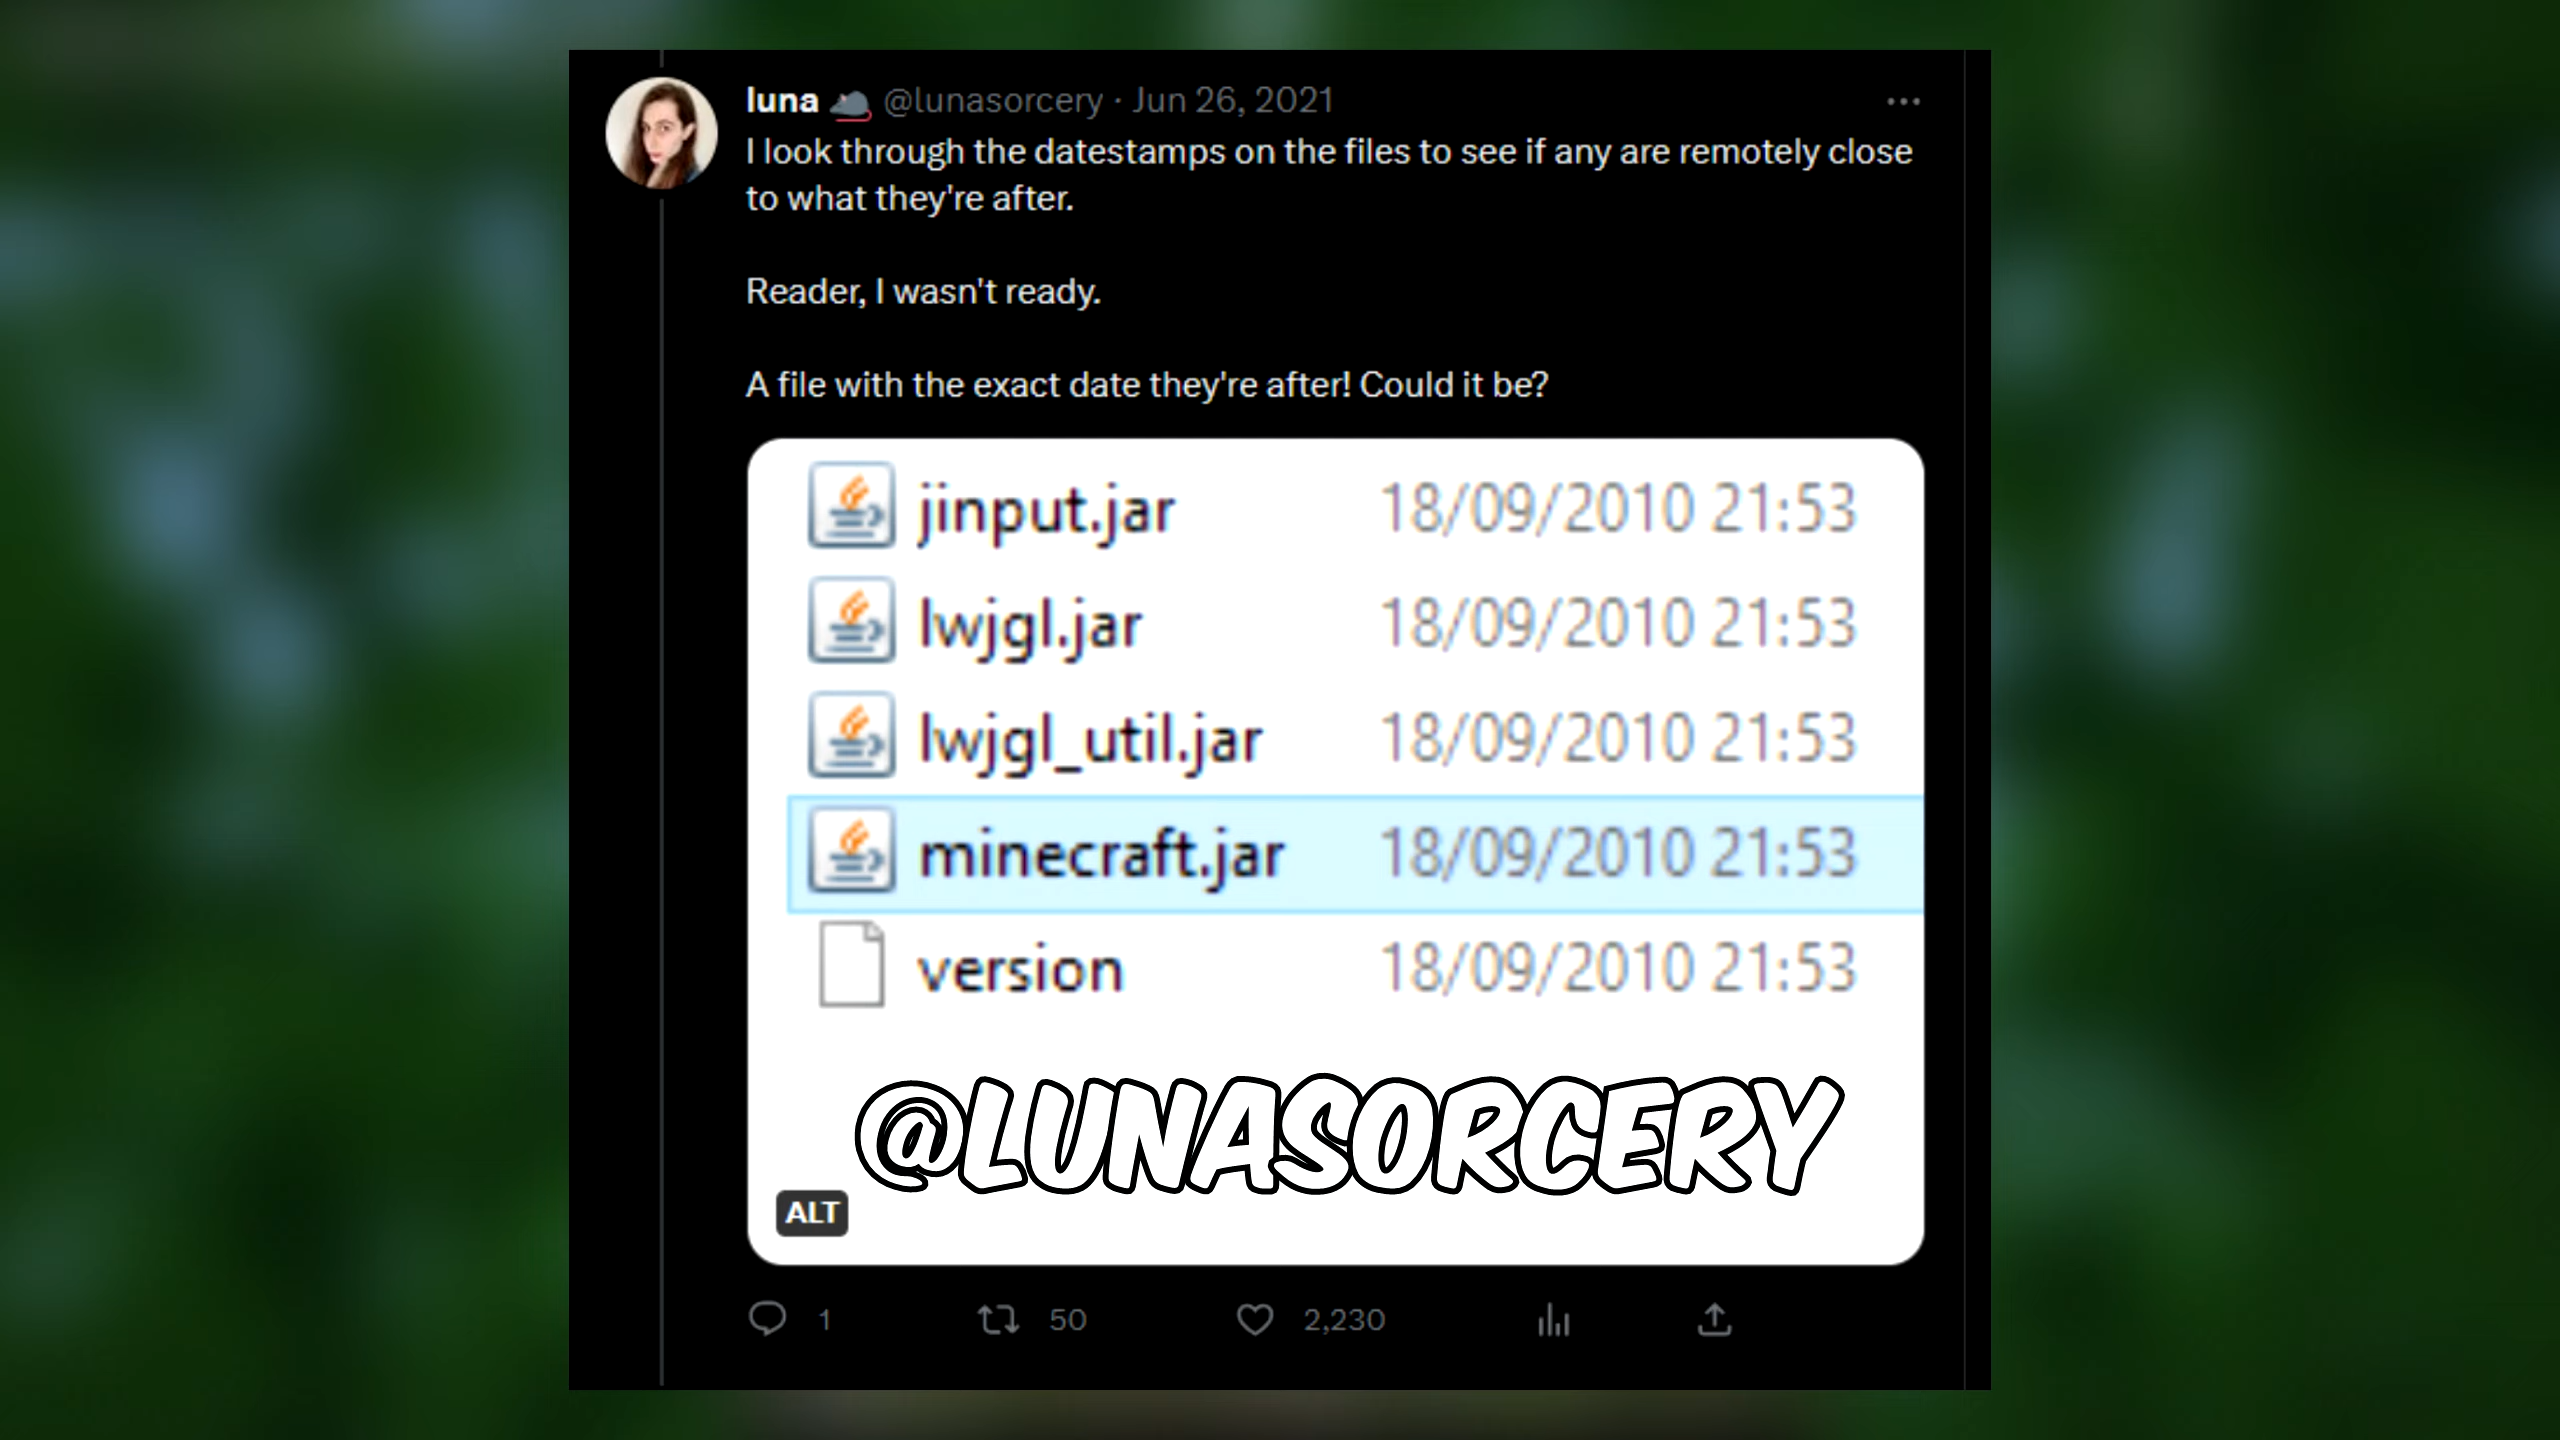 luna 🐀 @lunasorcery · Jun 26, 2021
I look through the datestamps on the files to see if any are remotely close
to what they're after.
Reader, I wasn't ready.
A file with the exact date they're after! Could it be?
jinput.jar 18/09/2010 21:53
lwjgl.jar 18/09/2010 21:53
lwjgl_util.jar 18/09/2010 21:53
minecraft.jar 18/09/2010 21:53
version 18/09/2010 21:53
@LUNASORCERY
ALT
1 50 2,230